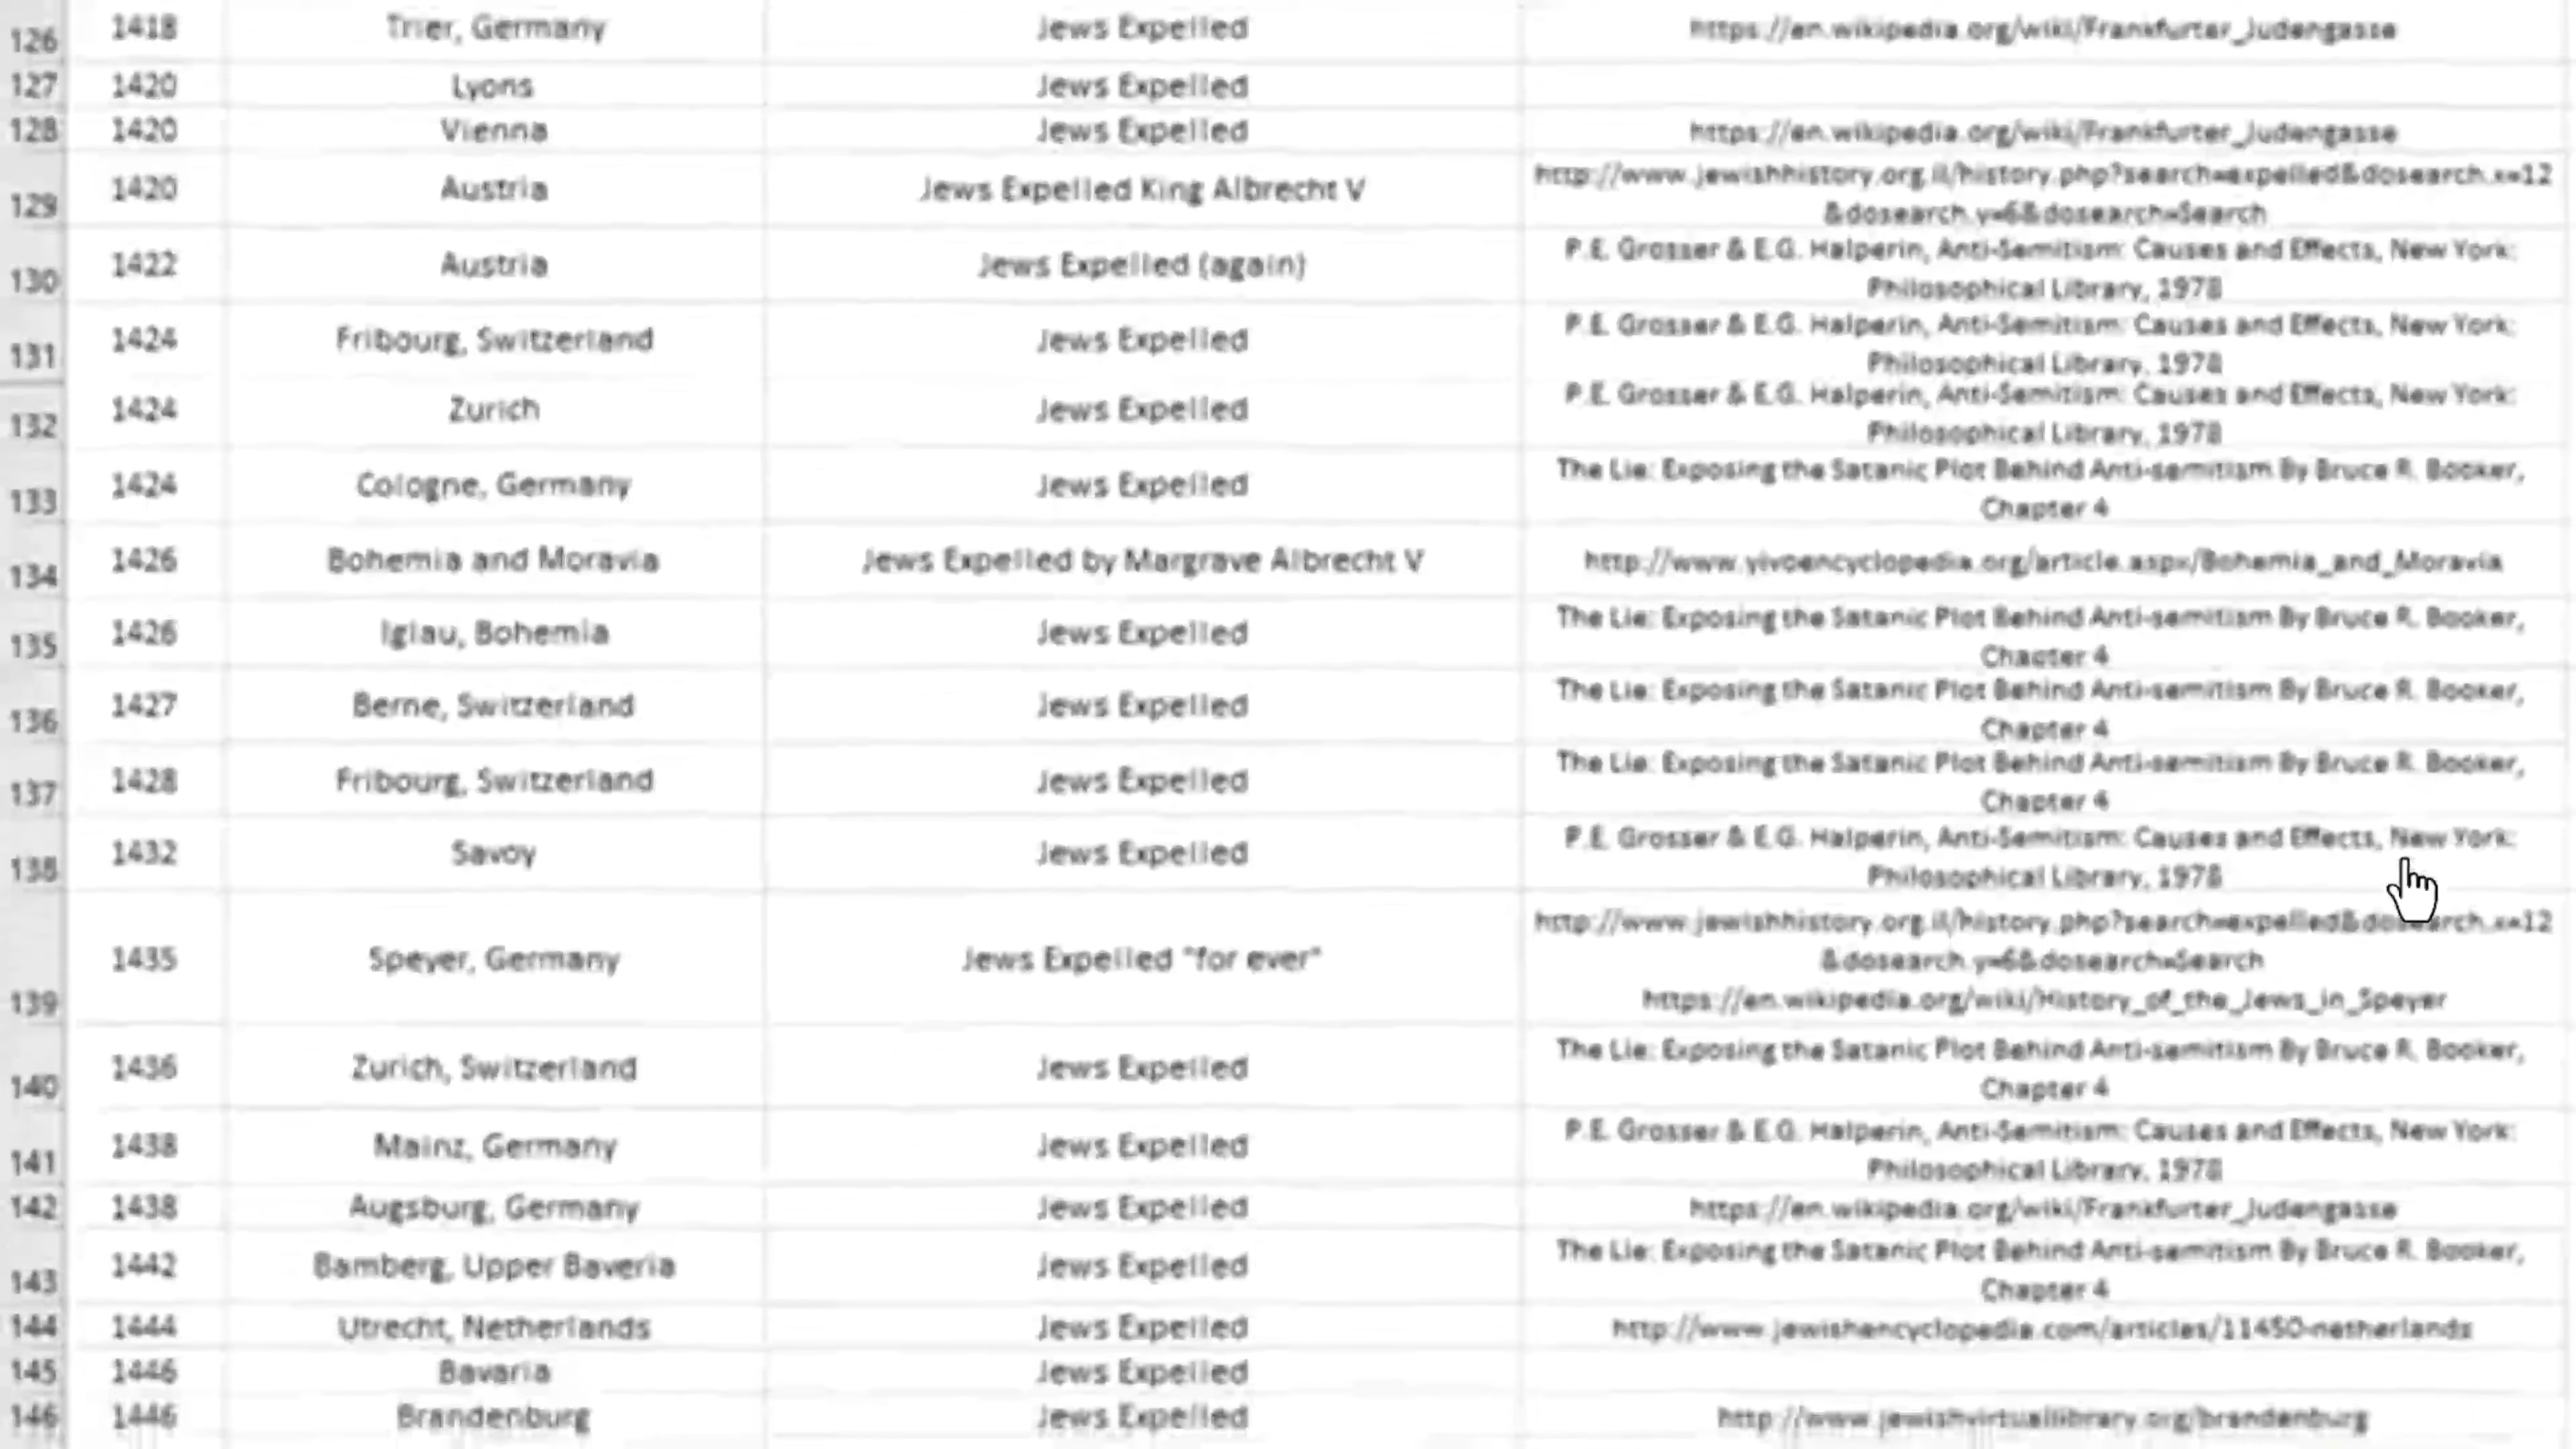 126 1418 Trier, Germany Jews Expelled https://en.wikipedia.org/wiki/Frankfurter_Judengasse
127 1420 Lyons Jews Expelled
128 1420 Vienna Jews Expelled https://en.wikipedia.org/wiki/Frankfurter_Judengasse
129 1420 Austria Jews Expelled King Albrecht V http://www.jewishhistory.org.il/history.php?search=expelled&dosearch.x=12
&dosearch.y=6&dosearch=Search
130 1422 Austria Jews Expelled (again) P.E. Grosser & E.G. Halperin, Anti-Semitism: Causes and Effects, New York:
Philosophical Library, 1978
131 1424 Fribourg, Switzerland Jews Expelled P.E. Grosser & E.G. Halperin, Anti-Semitism: Causes and Effects, New York:
Philosophical Library, 1978
132 1424 Zurich Jews Expelled P.E. Grosser & E.G. Halperin, Anti-Semitism: Causes and Effects, New York:
Philosophical Library, 1978
133 1424 Cologne, Germany Jews Expelled The Lie: Exposing the Satanic Plot Behind Anti-semitism By Bruce R. Booker,
Chapter 4
134 1426 Bohemia and Moravia Jews Expelled by Margrave Albrecht V http://www.yivoencyclopedia.org/article.aspx/Bohemia_and_Moravia
135 1426 Iglau, Bohemia Jews Expelled The Lie: Exposing the Satanic Plot Behind Anti-semitism By Bruce R. Booker,
Chapter 4
136 1427 Berne, Switzerland Jews Expelled The Lie: Exposing the Satanic Plot Behind Anti-semitism By Bruce R. Booker,
Chapter 4
137 1428 Fribourg, Switzerland Jews Expelled The Lie: Exposing the Satanic Plot Behind Anti-semitism By Bruce R. Booker,
Chapter 4
138 1432 Savoy Jews Expelled P.E. Grosser & E.G. Halperin, Anti-Semitism: Causes and Effects, New York:
Philosophical Library, 1978
139 1435 Speyer, Germany Jews Expelled "for ever" http://www.jewishhistory.org.il/history.php?search=expelled&dosearch.x=12
&dosearch.y=6&dosearch=Search
https://en.wikipedia.org/wiki/History_of_the_Jews_in_Speyer
140 1436 Zurich, Switzerland Jews Expelled The Lie: Exposing the Satanic Plot Behind Anti-semitism By Bruce R. Booker,
Chapter 4
141 1438 Mainz, Germany Jews Expelled P.E. Grosser & E.G. Halperin, Anti-Semitism: Causes and Effects, New York:
Philosophical Library, 1978
142 1438 Augsburg, Germany Jews Expelled https://en.wikipedia.org/wiki/Frankfurter_Judengasse
143 1442 Bamberg, Upper Baveria Jews Expelled The Lie: Exposing the Satanic Plot Behind Anti-semitism By Bruce R. Booker,
Chapter 4
144 1444 Utrecht, Netherlands Jews Expelled http://www.jewishencyclopedia.com/articles/11450-netherlands
145 1446 Bavaria Jews Expelled
146 1446 Brandenburg Jews Expelled http://www.jewishvirtuallibrary.org/brandenburg